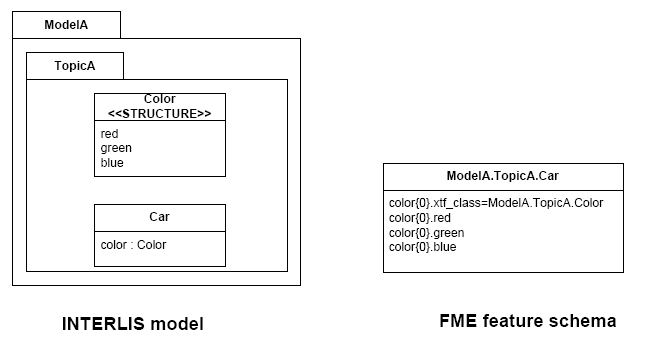 ModelA
TopicA
Color
<<STRUCTURE>>
red
green
blue
Car
color : Color
INTERLIS model
ModelA.TopicA.Car
color{0}.xtf_class=ModelA.TopicA.Color
color{0}.red
color{0}.green
color{0}.blue
FME feature schema